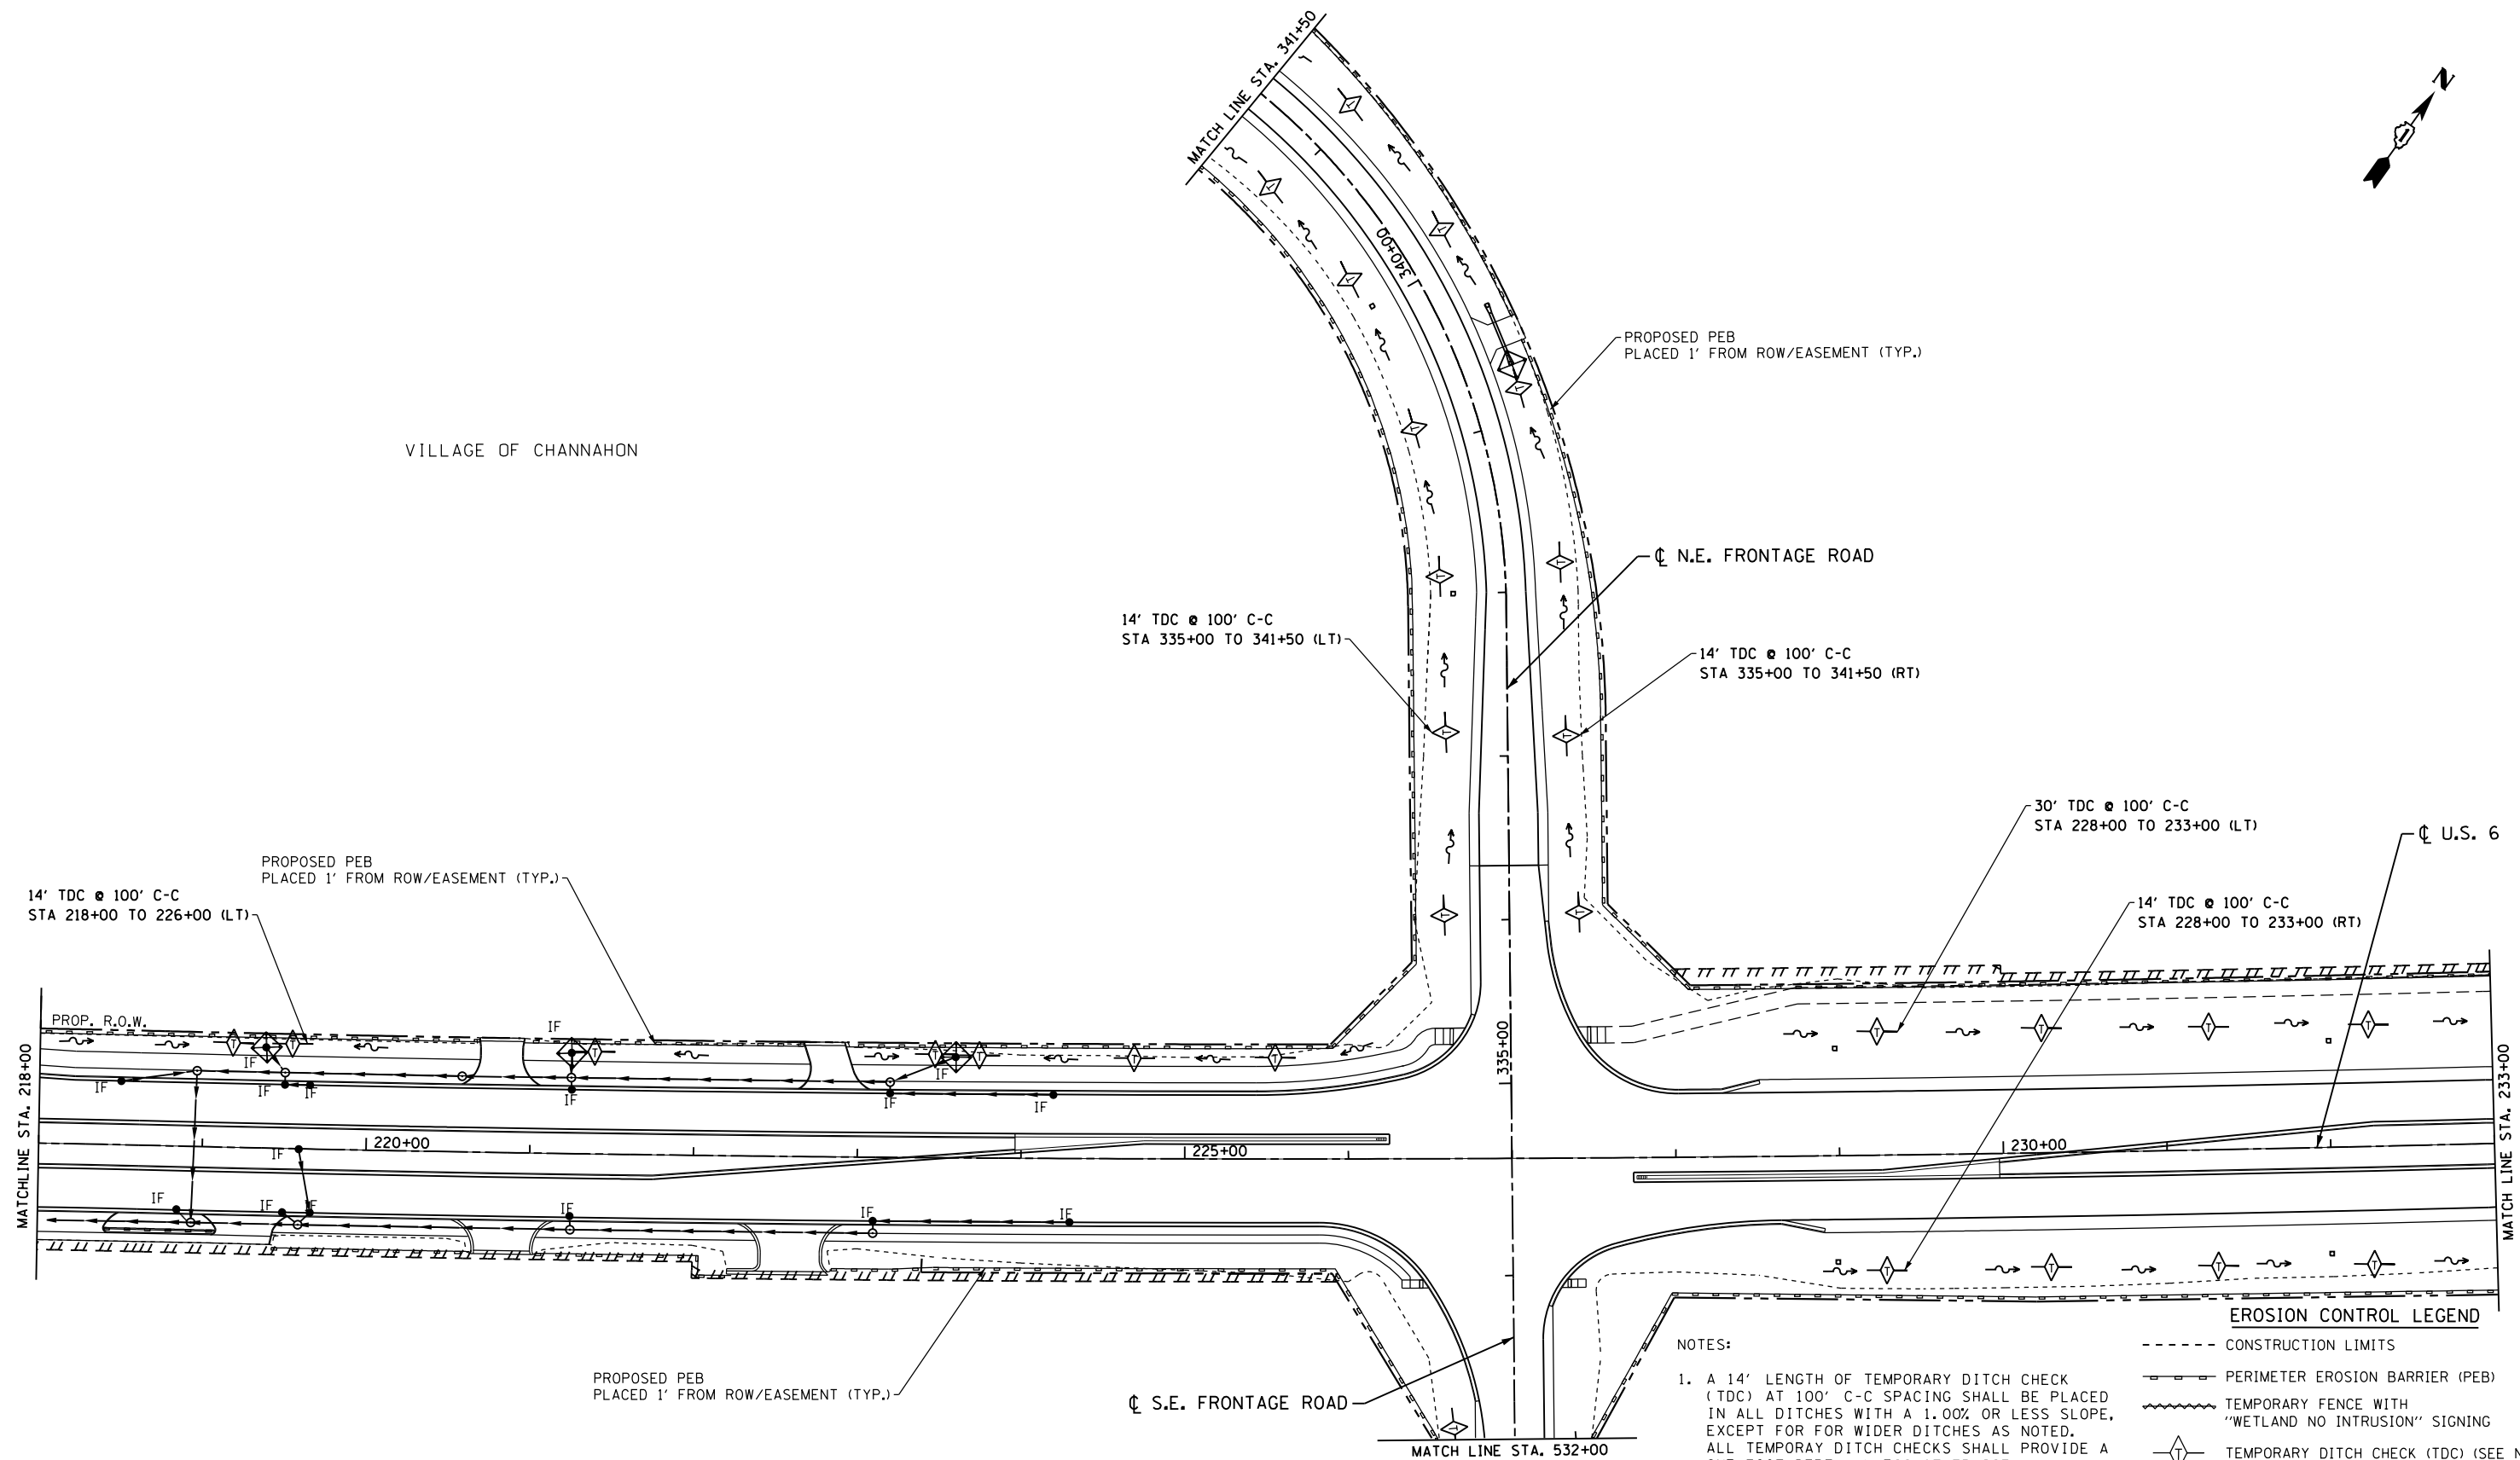 MATCH LINE STA. 341+50
N
340+00
PROPOSED PEB
PLACED 1' FROM ROW/EASEMENT (TYP.)
VILLAGE OF CHANNAHON
℄ N.E. FRONTAGE ROAD
14' TDC @ 100' C-C
STA 335+00 TO 341+50 (LT)
14' TDC @ 100' C-C
STA 335+00 TO 341+50 (RT)
30' TDC @ 100' C-C
STA 228+00 TO 233+00 (LT)
℄ U.S. 6
PROPOSED PEB
PLACED 1' FROM ROW/EASEMENT (TYP.)
14' TDC @ 100' C-C
STA 218+00 TO 226+00 (LT)
14' TDC @ 100' C-C
STA 228+00 TO 233+00 (RT)
PROP. R.O.W.
IF
IF
IF
IF
IF
IF
IF
IF
IF
335+00
MATCHLINE STA. 218+00
220+00
225+00
230+00
MATCH LINE STA. 233+00
IF
IF
IF
IF
IF
PROPOSED PEB
PLACED 1' FROM ROW/EASEMENT (TYP.)
℄ S.E. FRONTAGE ROAD
MATCH LINE STA. 532+00
NOTES:
1. A 14' LENGTH OF TEMPORARY DITCH CHECK
(TDC) AT 100' C-C SPACING SHALL BE PLACED
IN ALL DITCHES WITH A 1.00% OR LESS SLOPE,
EXCEPT FOR FOR WIDER DITCHES AS NOTED.
ALL TEMPORAY DITCH CHECKS SHALL PROVIDE A
EROSION CONTROL LEGEND
CONSTRUCTION LIMITS
PERIMETER EROSION BARRIER (PEB)
TEMPORARY FENCE WITH
"WETLAND NO INTRUSION" SIGNING
T TEMPORARY DITCH CHECK (TDC) (SEE